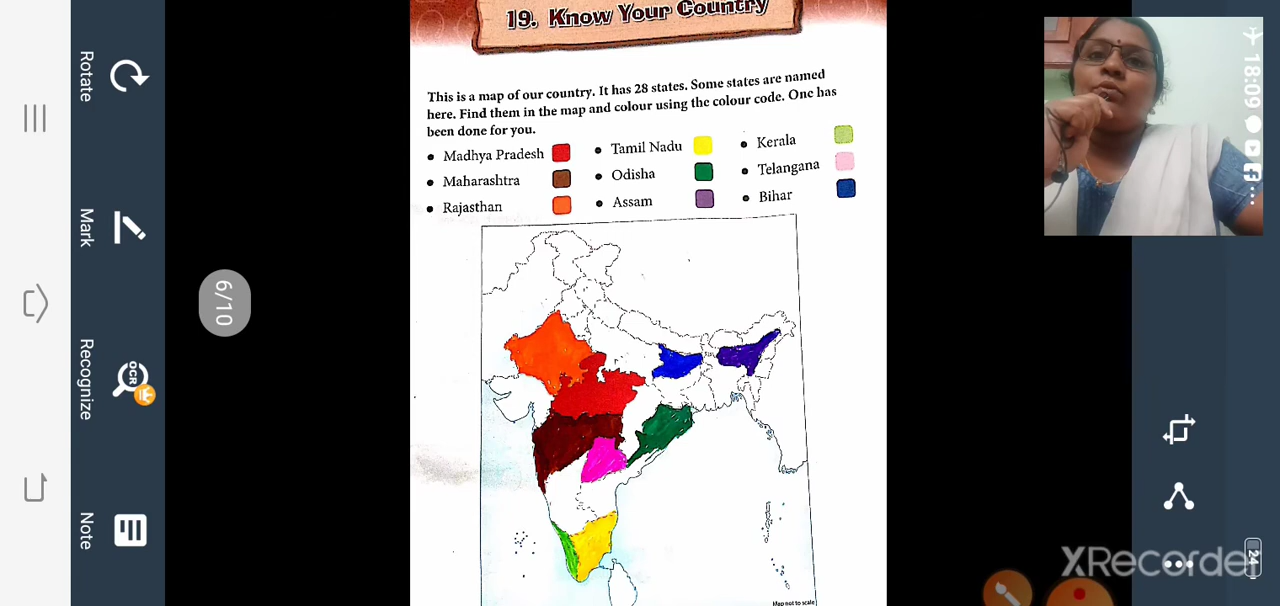 19. Know Your Country
This is a map of our country. It has 28 states. Some states are named
here. Find them in the map and colour using the colour code. One has
been done for you.
• Madhya Pradesh
• Tamil Nadu
• Kerala
• Maharashtra
• Odisha
• Telangana
• Rajasthan
• Assam
• Bihar
Map not to scale
Rotate
Mark
Recognize
OCR
Note
6/10
18:09
24
XRecorder